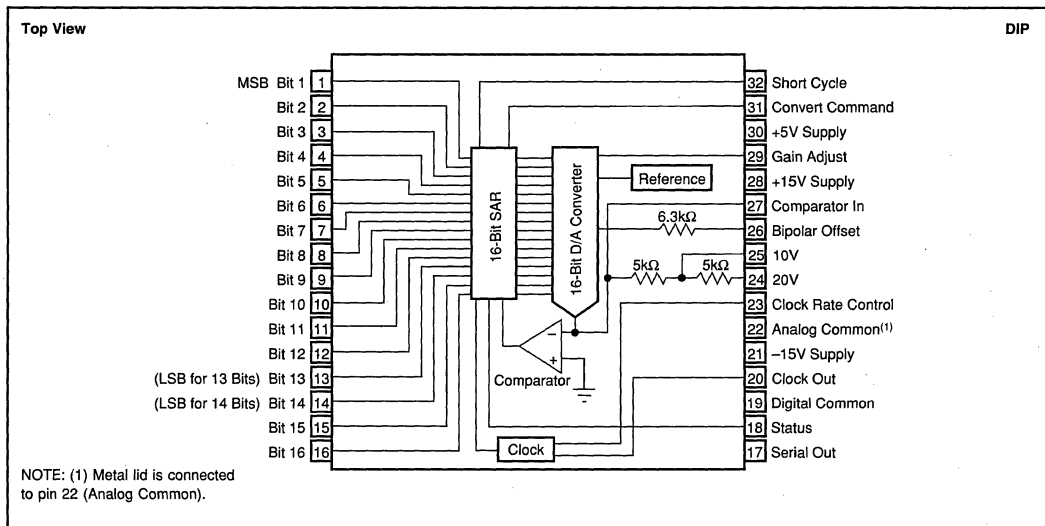 Top View
DIP
MSB Bit 1 1
Bit 2 2
Bit 3 3
Bit 4 4
Bit 5 5
Bit 6 6
Bit 7 7
Bit 8 8
Bit 9 9
Bit 10 10
Bit 11 11
Bit 12 12
(LSB for 13 Bits) Bit 13 13
(LSB for 14 Bits) Bit 14 14
Bit 15 15
Bit 16 16
16-Bit SAR
16-Bit D/A Converter
Reference
6.3kΩ
5kΩ
5kΩ
Comparator
–
+
Clock
32 Short Cycle
31 Convert Command
30 +5V Supply
29 Gain Adjust
28 +15V Supply
27 Comparator In
26 Bipolar Offset
25 10V
24 20V
23 Clock Rate Control
22 Analog Common(1)
21 –15V Supply
20 Clock Out
19 Digital Common
18 Status
17 Serial Out
NOTE: (1) Metal lid is connected
to pin 22 (Analog Common).